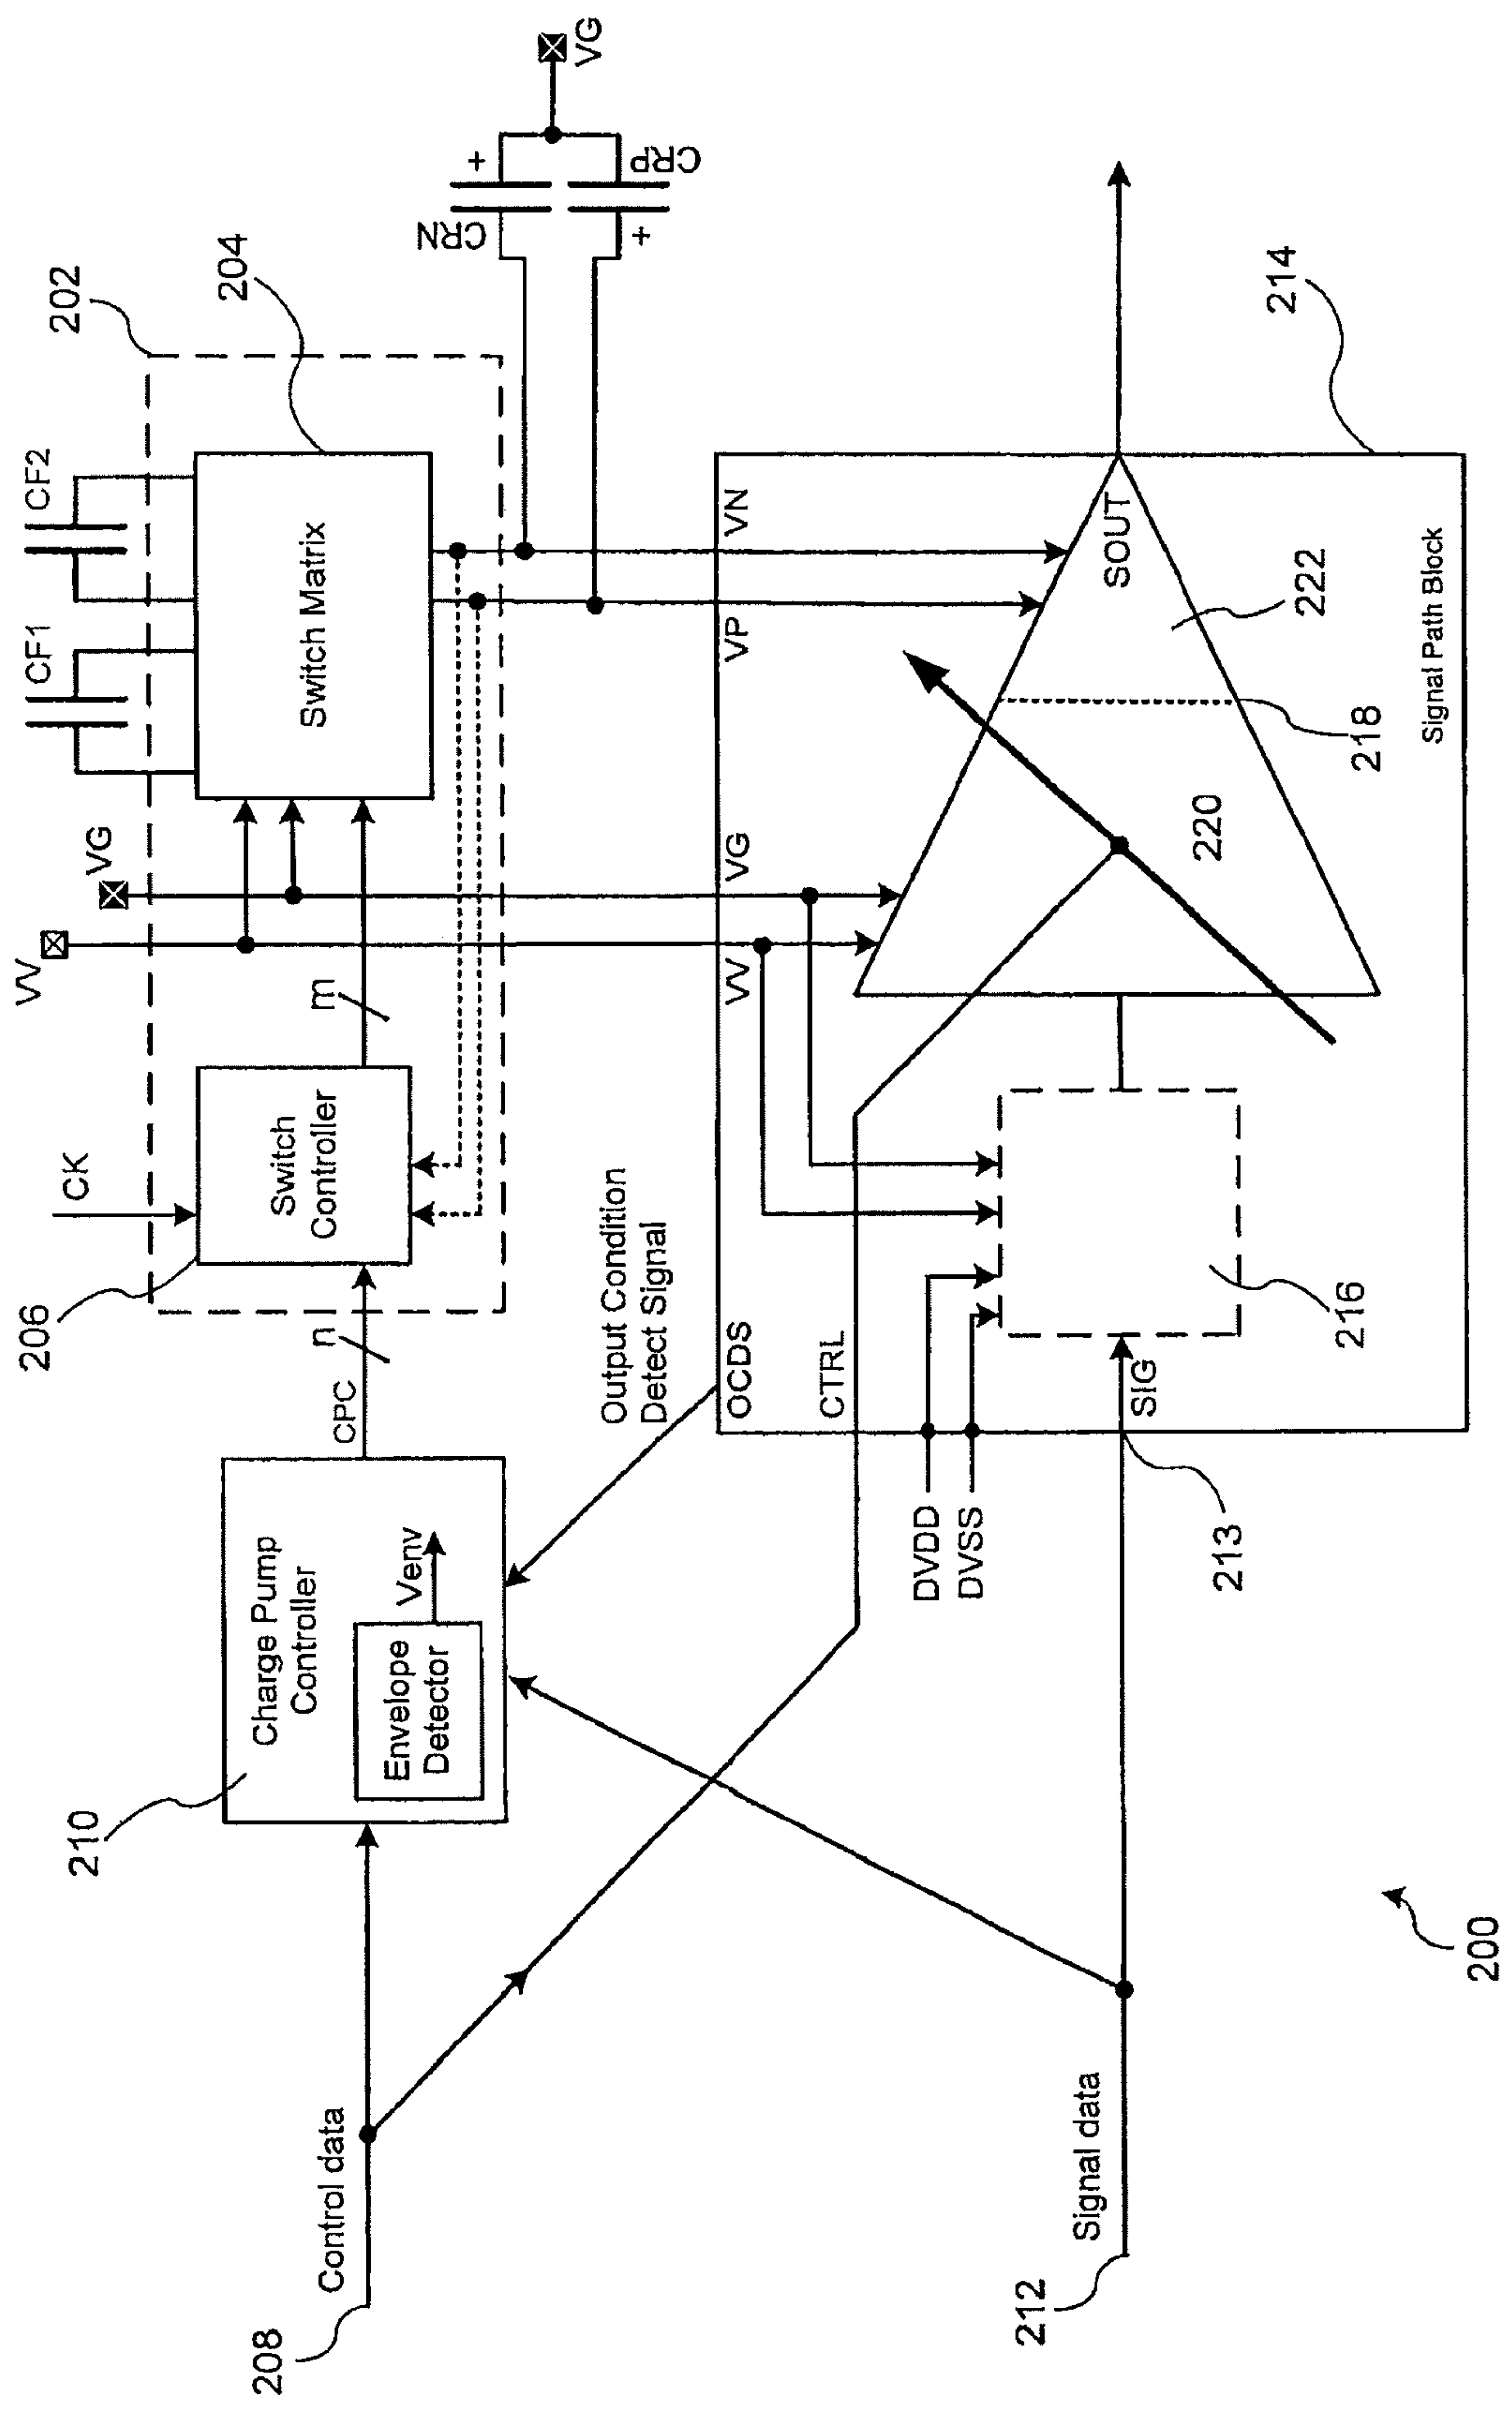 202
204
CF1
CF2
VV
VG
Switch Matrix
m
CK
Switch
Controller
206
n
CPC
Charge Pump
Controller
Envelope
Detector
Venv
210
Control data
208
CRN
+
CRP
+
VG
Output Condition
Detect Signal
OCDS
VV
VG
VP
VN
CTRL
DVDD
DVSS
SIG
213
216
220
218
222
SOUT
Signal Path Block
214
Signal data
212
200